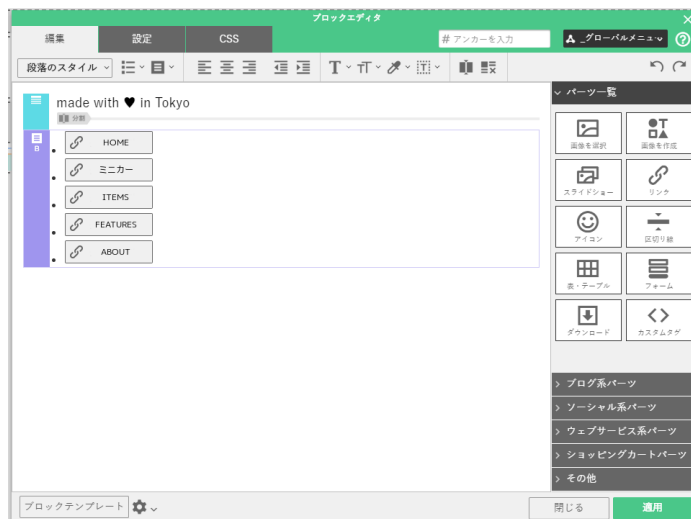 ブロックエディタ
編集 設定 CSS
# アンカーを入力
_グローバルメニュー
段落のスタイル
made with ♥ in Tokyo
分割
B
HOME
ミニカー
ITEMS
FEATURES
ABOUT
パーツ一覧
画像を選択 画像を作成
スライドショー リンク
アイコン 区切り線
表・テーブル フォーム
ダウンロード カスタムタグ
ブログ系パーツ
ソーシャル系パーツ
ウェブサービス系パーツ
ショッピングカートパーツ
その他
ブロックテンプレート
閉じる 適用